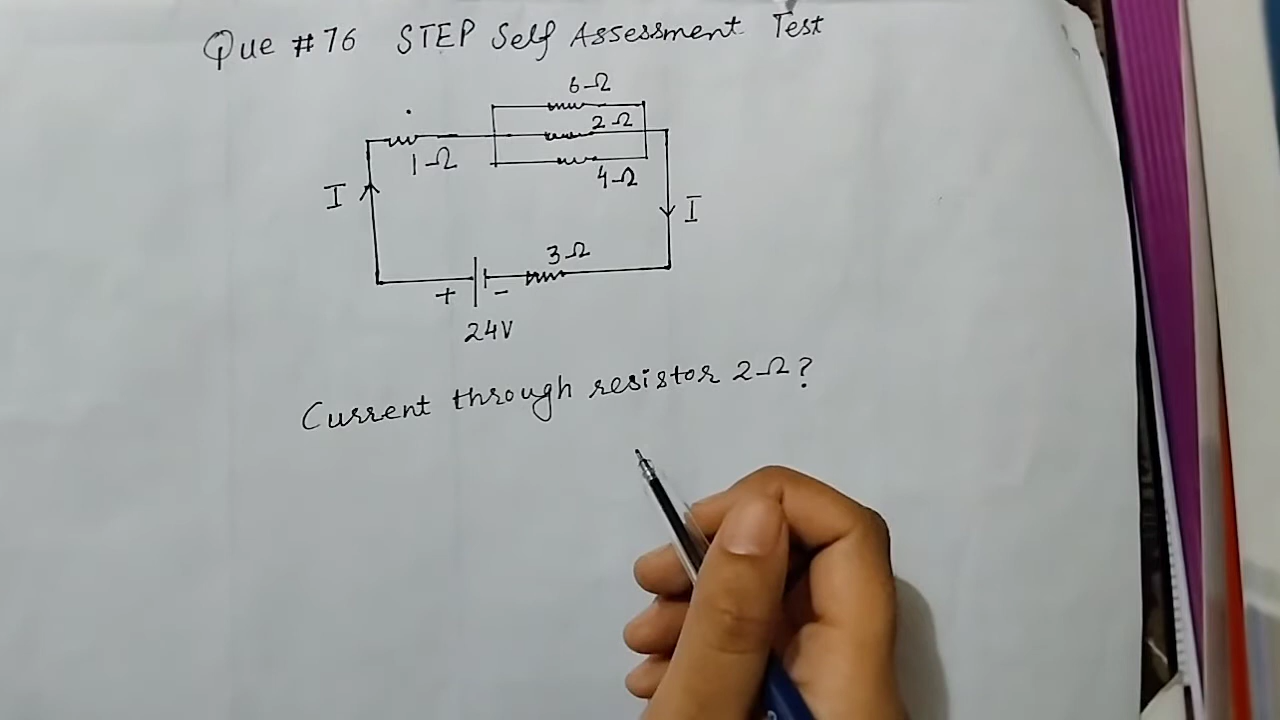 Que # 76 STEP Self Assessment Test
6Ω
2Ω
1Ω
4Ω
I
I
3Ω
+ -
24V
Current through resistor 2Ω?